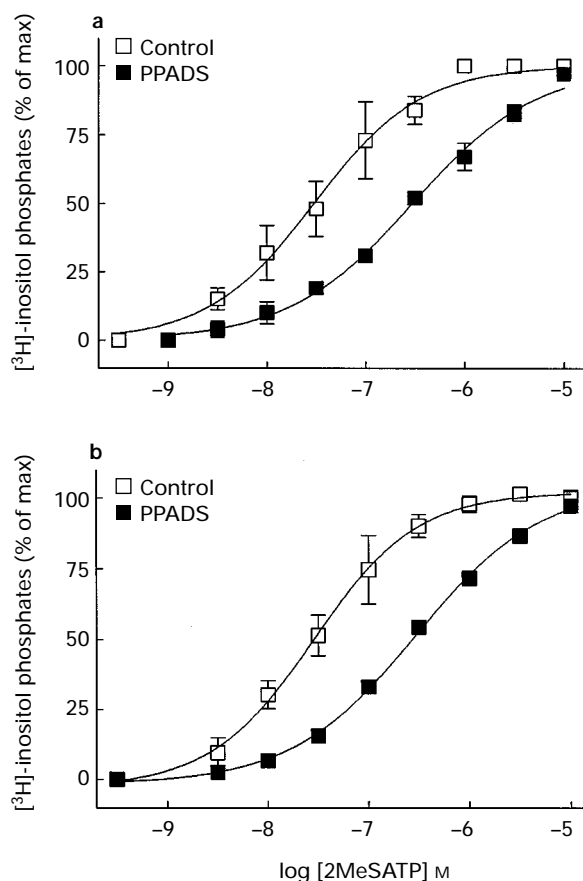 a
Control
PPADS
[³H]-inositol phosphates (% of max)
100
75
50
25
0
–9
–8
–7
–6
–5
b
Control
PPADS
[³H]-inositol phosphates (% of max)
100
75
50
25
0
–9
–8
–7
–6
–5
log [2MeSATP] M